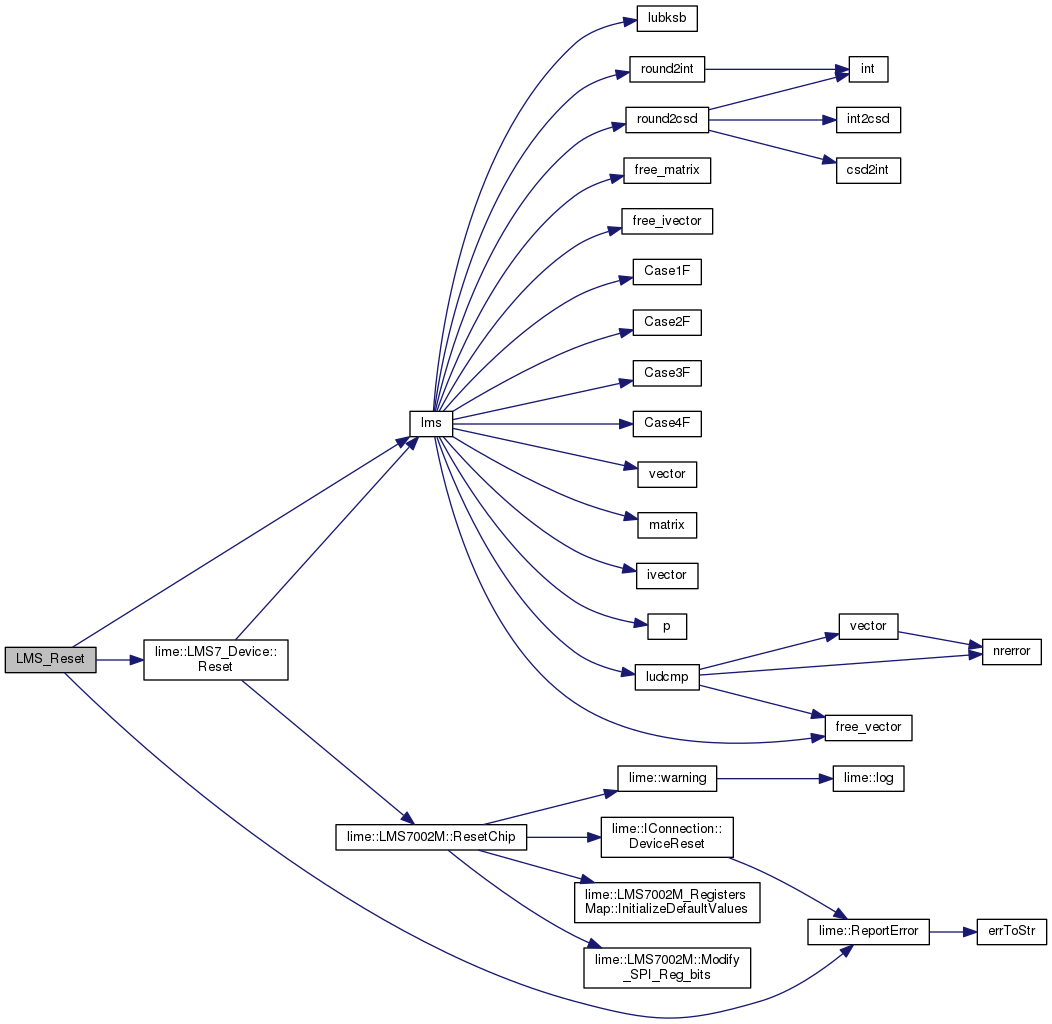 lubksb
round2int
int
round2csd
int2csd
csd2int
free_matrix
free_ivector
Case1F
Case2F
Case3F
Case4F
lms
vector
matrix
ivector
p
vector
LMS_Reset
lime::LMS7_Device::
Reset
nrerror
ludcmp
free_vector
lime::warning
lime::log
lime::LMS7002M::ResetChip
lime::IConnection::
DeviceReset
lime::LMS7002M_Registers
Map::InitializeDefaultValues
lime::ReportError
errToStr
lime::LMS7002M::Modify
_SPI_Reg_bits